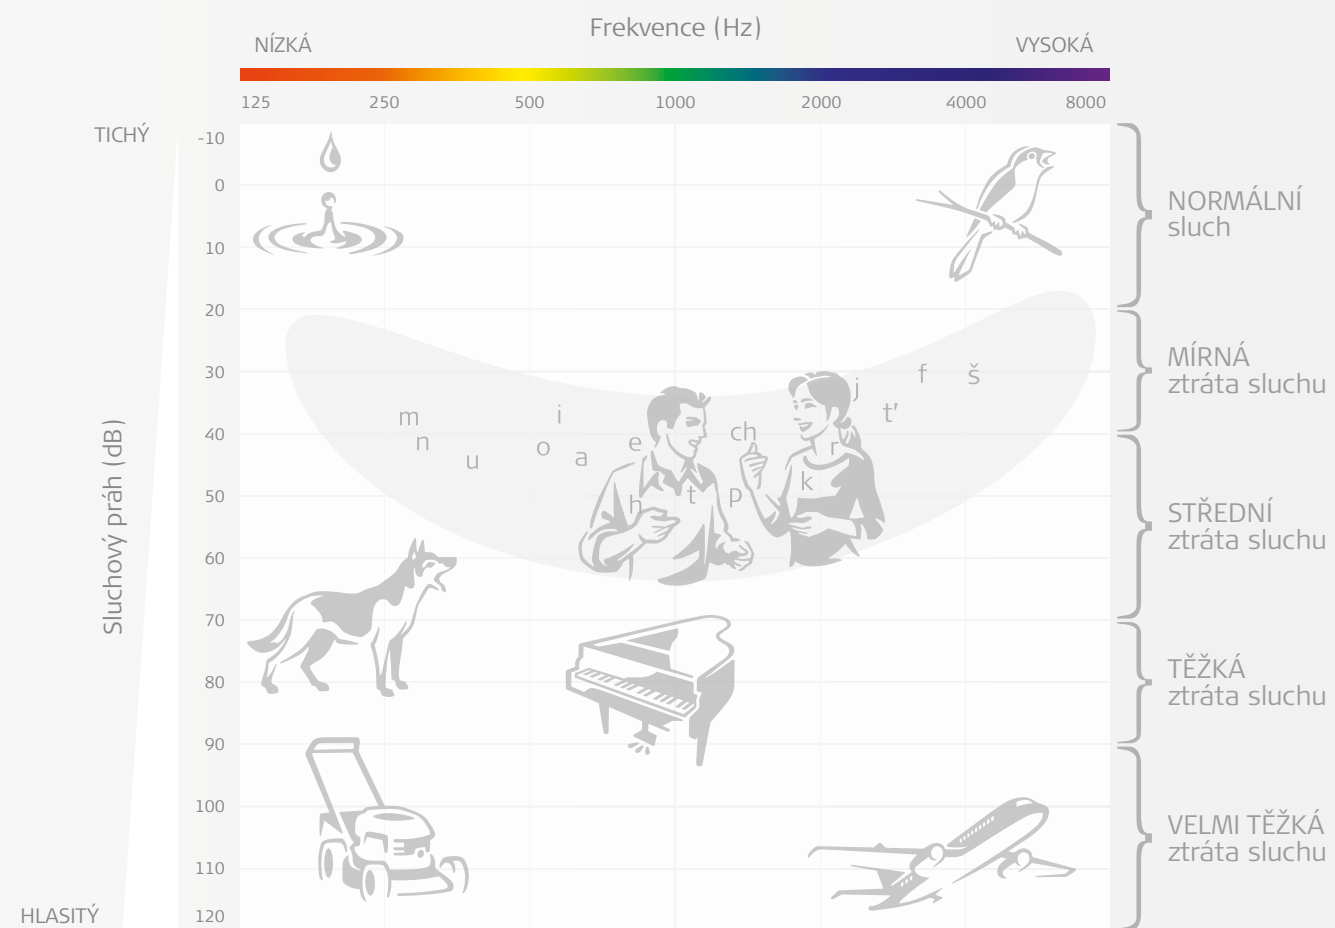 Frekvence (Hz)
NÍZKÁ
VYSOKÁ
125 250 500 1000 2000 4000 8000
TICHÝ
-10
0
10
20
30
40
50
60
70
80
90
100
110
120
HLASITÝ
Sluchový práh (dB)
NORMÁLNÍ
sluch
MÍRNÁ
ztráta sluchu
STŘEDNÍ
ztráta sluchu
TĚŽKÁ
ztráta sluchu
VELMI TĚŽKÁ
ztráta sluchu
f š
j
m i t'
n o e ch r
u a k
h t p